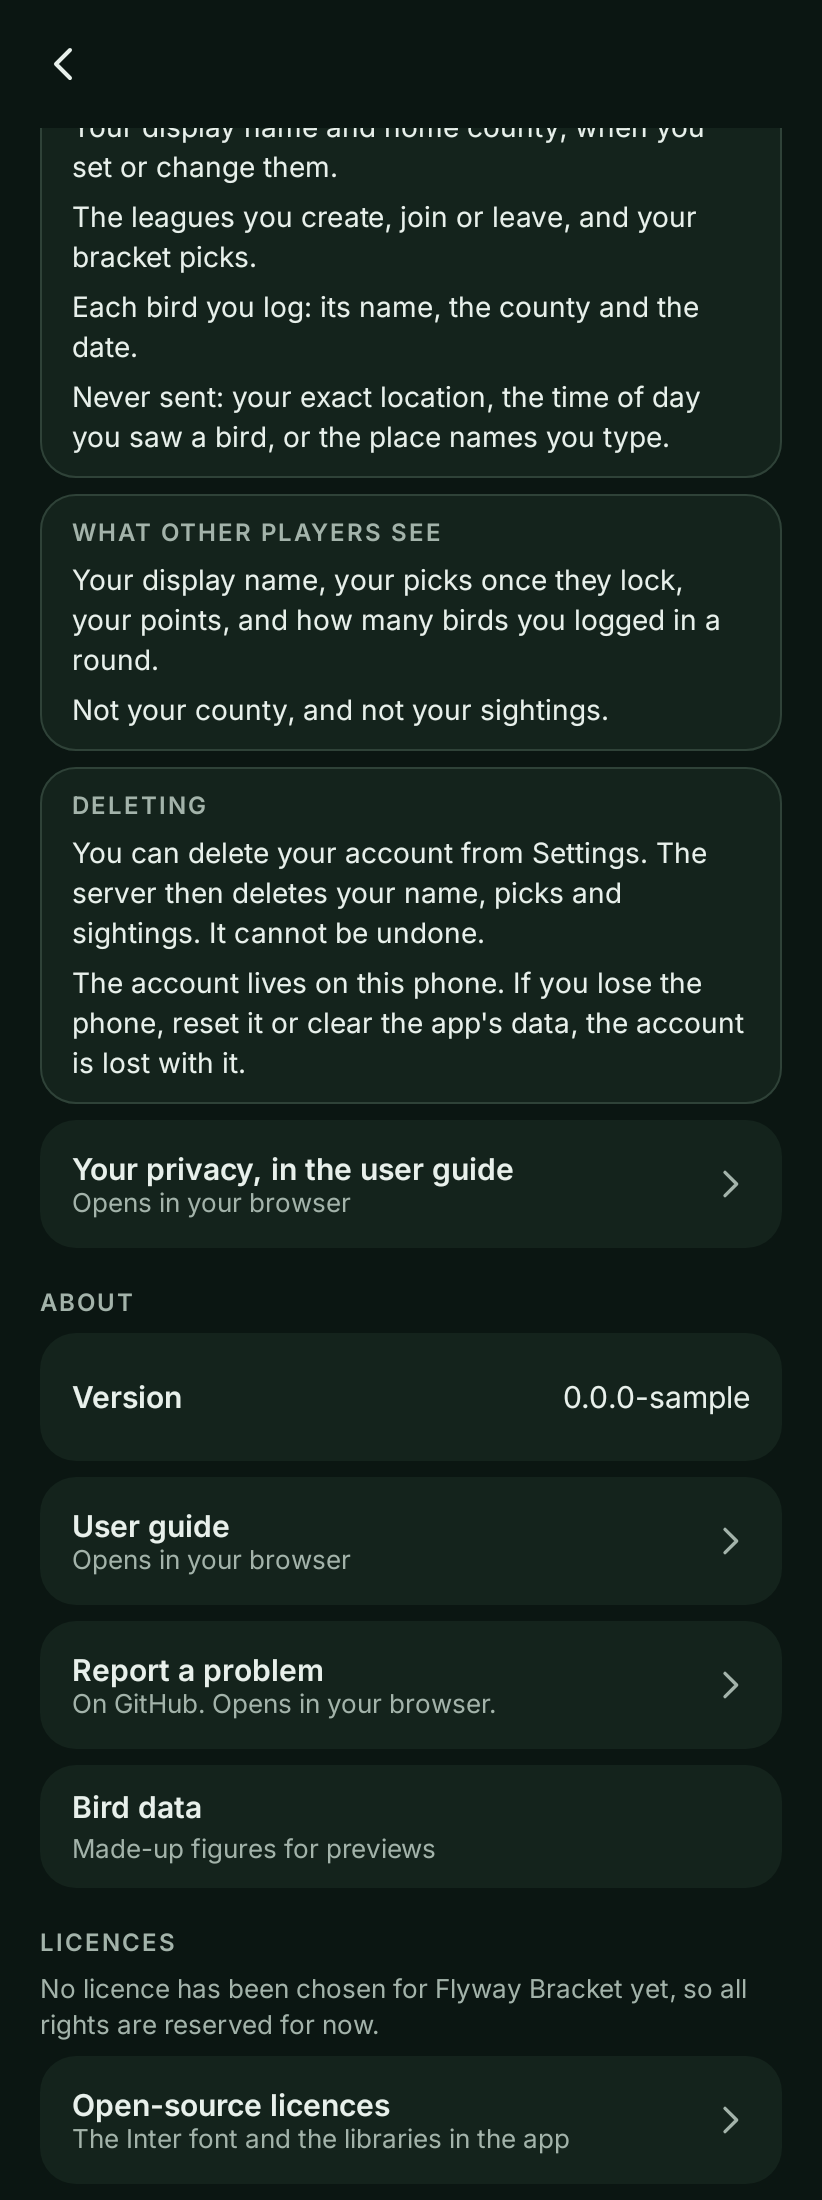 Your display name and home county, when you
set or change them.
The leagues you create, join or leave, and your
bracket picks.
Each bird you log: its name, the county and the
date.
Never sent: your exact location, the time of day
you saw a bird, or the place names you type.
WHAT OTHER PLAYERS SEE
Your display name, your picks once they lock,
your points, and how many birds you logged in a
round.
Not your county, and not your sightings.
DELETING
You can delete your account from Settings. The
server then deletes your name, picks and
sightings. It cannot be undone.
The account lives on this phone. If you lose the
phone, reset it or clear the app's data, the account
is lost with it.
Your privacy, in the user guide
Opens in your browser
ABOUT
Version 0.0.0-sample
User guide
Opens in your browser
Report a problem
On GitHub. Opens in your browser.
Bird data
Made-up figures for previews
LICENCES
No licence has been chosen for Flyway Bracket yet, so all
rights are reserved for now.
Open-source licences
The Inter font and the libraries in the app